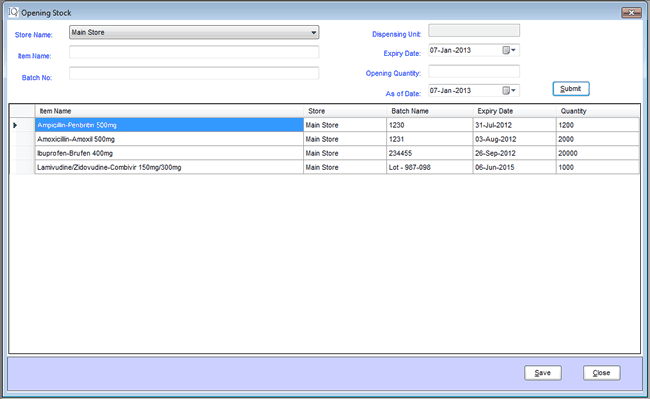 Opening Stock
Store Name: Main Store Dispensing Unit:
Item Name: Expiry Date: 07-Jan-2013
Batch No: Opening Quantity:
As of Date: 07-Jan-2013 Submit
Item Name Store Batch Name Expiry Date Quantity
Ampicillin-Penbritin 500mg Main Store 1230 31-Jul-2012 1200
Amoxicillin-Amoxil 500mg Main Store 1231 03-Aug-2012 2000
Ibuprofen-Brufen 400mg Main Store 234455 26-Sep-2012 20000
Lamivudine/Zidovudine-Combivir 150mg/300mg Main Store Lot - 987-098 06-Jun-2015 1000
Save Close